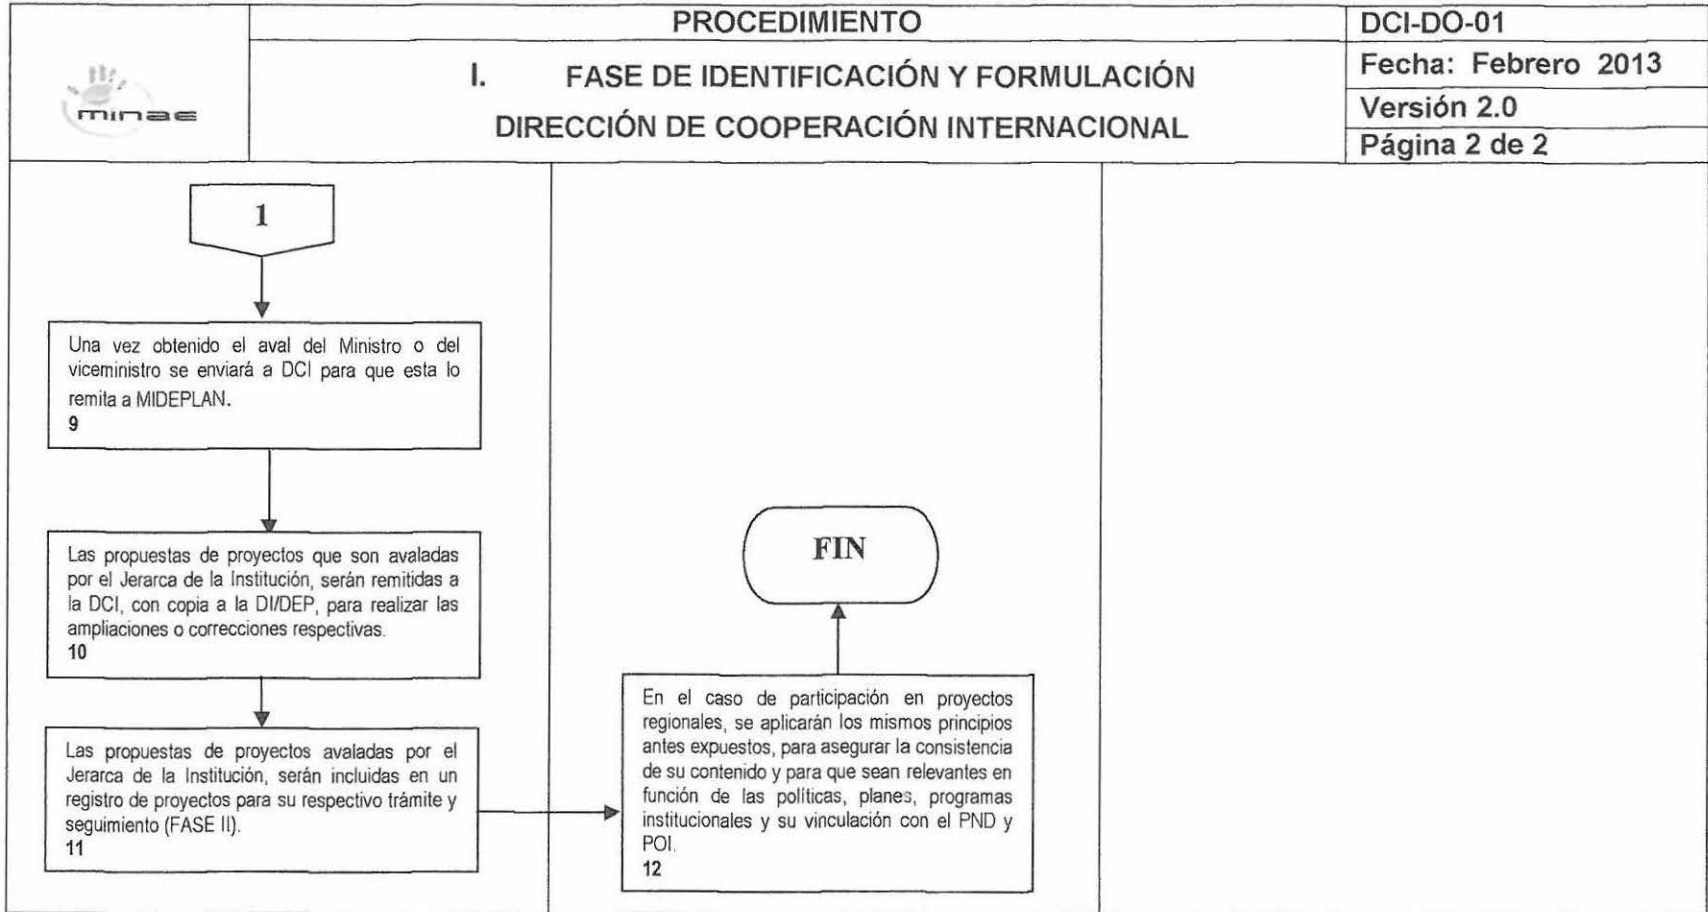 minae
PROCEDIMIENTO
I. FASE DE IDENTIFICACIÓN Y FORMULACIÓN
DIRECCIÓN DE COOPERACIÓN INTERNACIONAL
DCI-DO-01
Fecha: Febrero 2013
Versión 2.0
Página 2 de 2
1
Una vez obtenido el aval del Ministro o del
viceministro se enviará a DCI para que esta lo
remita a MIDEPLAN.
9
Las propuestas de proyectos que son avaladas
por el Jerarca de la Institución, serán remitidas a
la DCI, con copia a la DI/DEP, para realizar las
ampliaciones o correcciones respectivas.
10
Las propuestas de proyectos avaladas por el
Jerarca de la Institución, serán incluidas en un
registro de proyectos para su respectivo trámite y
seguimiento (FASE II).
11
FIN
En el caso de participación en proyectos
regionales, se aplicarán los mismos principios
antes expuestos, para asegurar la consistencia
de su contenido y para que sean relevantes en
función de las políticas, planes, programas
institucionales y su vinculación con el PND y
POI.
12